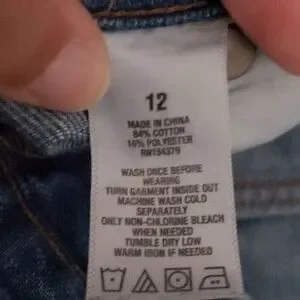 12
MADE IN CHINA
84% COTTON
16% POLYESTER
RN154379
WASH ONCE BEFORE
WEARING
TURN GARMENT INSIDE OUT
MACHINE WASH COLD
SEPARATELY
ONLY NON-CHLORINE BLEACH
WHEN NEEDED
TUMBLE DRY LOW
WARM IRON IF NEEDED